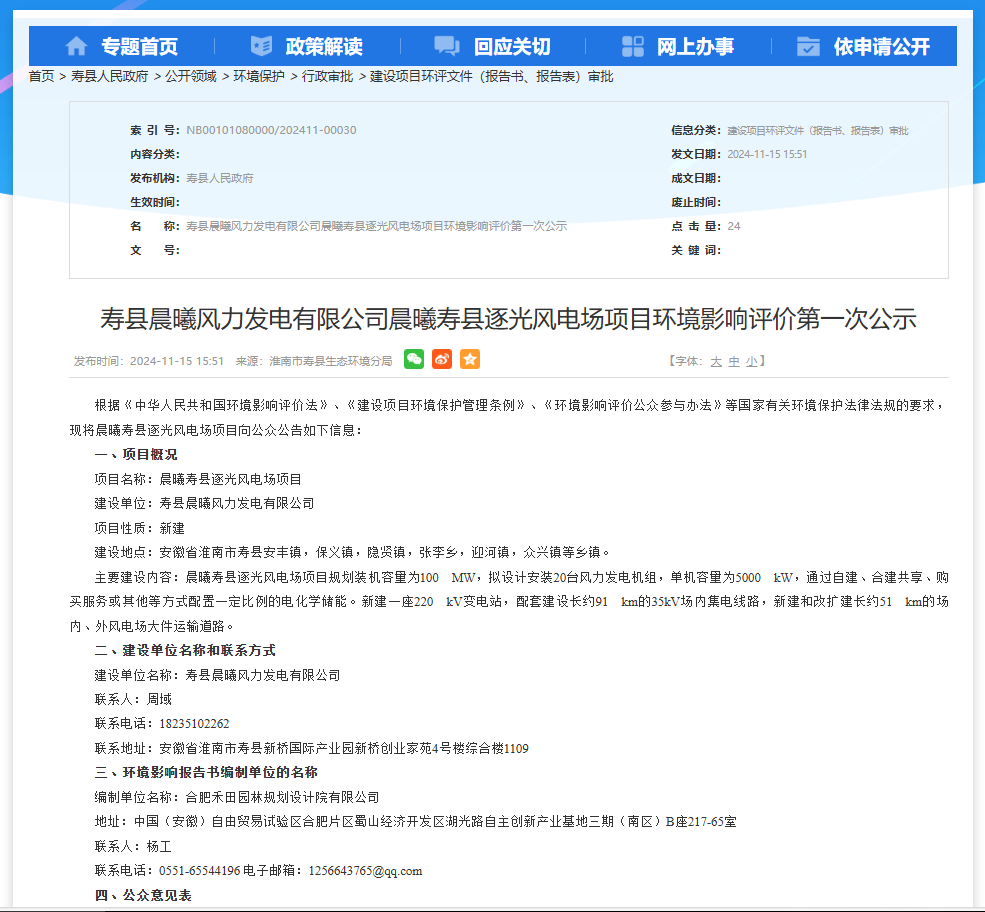 专题首页 政策解读 回应关切 网上办事 依申请公开
首页 > 寿县人民政府 > 公开领域 > 环境保护 > 行政审批 > 建设项目环评文件（报告书、报告表）审批
索 引 号： NB00101080000/202411-00030 信息分类： 建设项目环评文件（报告书、报告表）审批
内容分类： 发文日期： 2024-11-15 15:51
发布机构： 寿县人民政府 成文日期：
生效时间： 废止时间：
名 称： 寿县晨曦风力发电有限公司晨曦寿县逐光风电场项目环境影响评价第一次公示 点 击 量： 24
文 号： 关 键 词：
寿县晨曦风力发电有限公司晨曦寿县逐光风电场项目环境影响评价第一次公示
发布时间：2024-11-15 15:51 来源：淮南市寿县生态环境分局 【字体： 大 中 小】
根据《中华人民共和国环境影响评价法》、《建设项目环境保护管理条例》、《环境影响评价公众参与办法》等国家有关环境保护法律法规的要求，
现将晨曦寿县逐光风电场项目向公众公告如下信息：
一、项目概况
项目名称：晨曦寿县逐光风电场项目
建设单位：寿县晨曦风力发电有限公司
项目性质：新建
建设地点：安徽省淮南市寿县安丰镇，保义镇，隐贤镇，张李乡，迎河镇，众兴镇等乡镇。
主要建设内容：晨曦寿县逐光风电场项目规划装机容量为100 MW，拟设计安装20台风力发电机组，单机容量为5000 kW，通过自建、合建共享、购
买服务或其他等方式配置一定比例的电化学储能。新建一座220 kV变电站，配套建设长约91 km的35kV场内集电线路，新建和改扩建长约51 km的场
内、外风电场大件运输道路。
二、建设单位名称和联系方式
建设单位名称：寿县晨曦风力发电有限公司
联系人：周域
联系电话：18235102262
联系地址：安徽省淮南市寿县新桥国际产业园新桥创业家苑4号楼综合楼1109
三、环境影响报告书编制单位的名称
编制单位名称：合肥禾田园林规划设计院有限公司
地址：中国（安徽）自由贸易试验区合肥片区蜀山经济开发区湖光路自主创新产业基地三期（南区）B座217-65室
联系人：杨工
联系电话：0551-65544196 电子邮箱：1256643765@qq.com
四、公众意见表